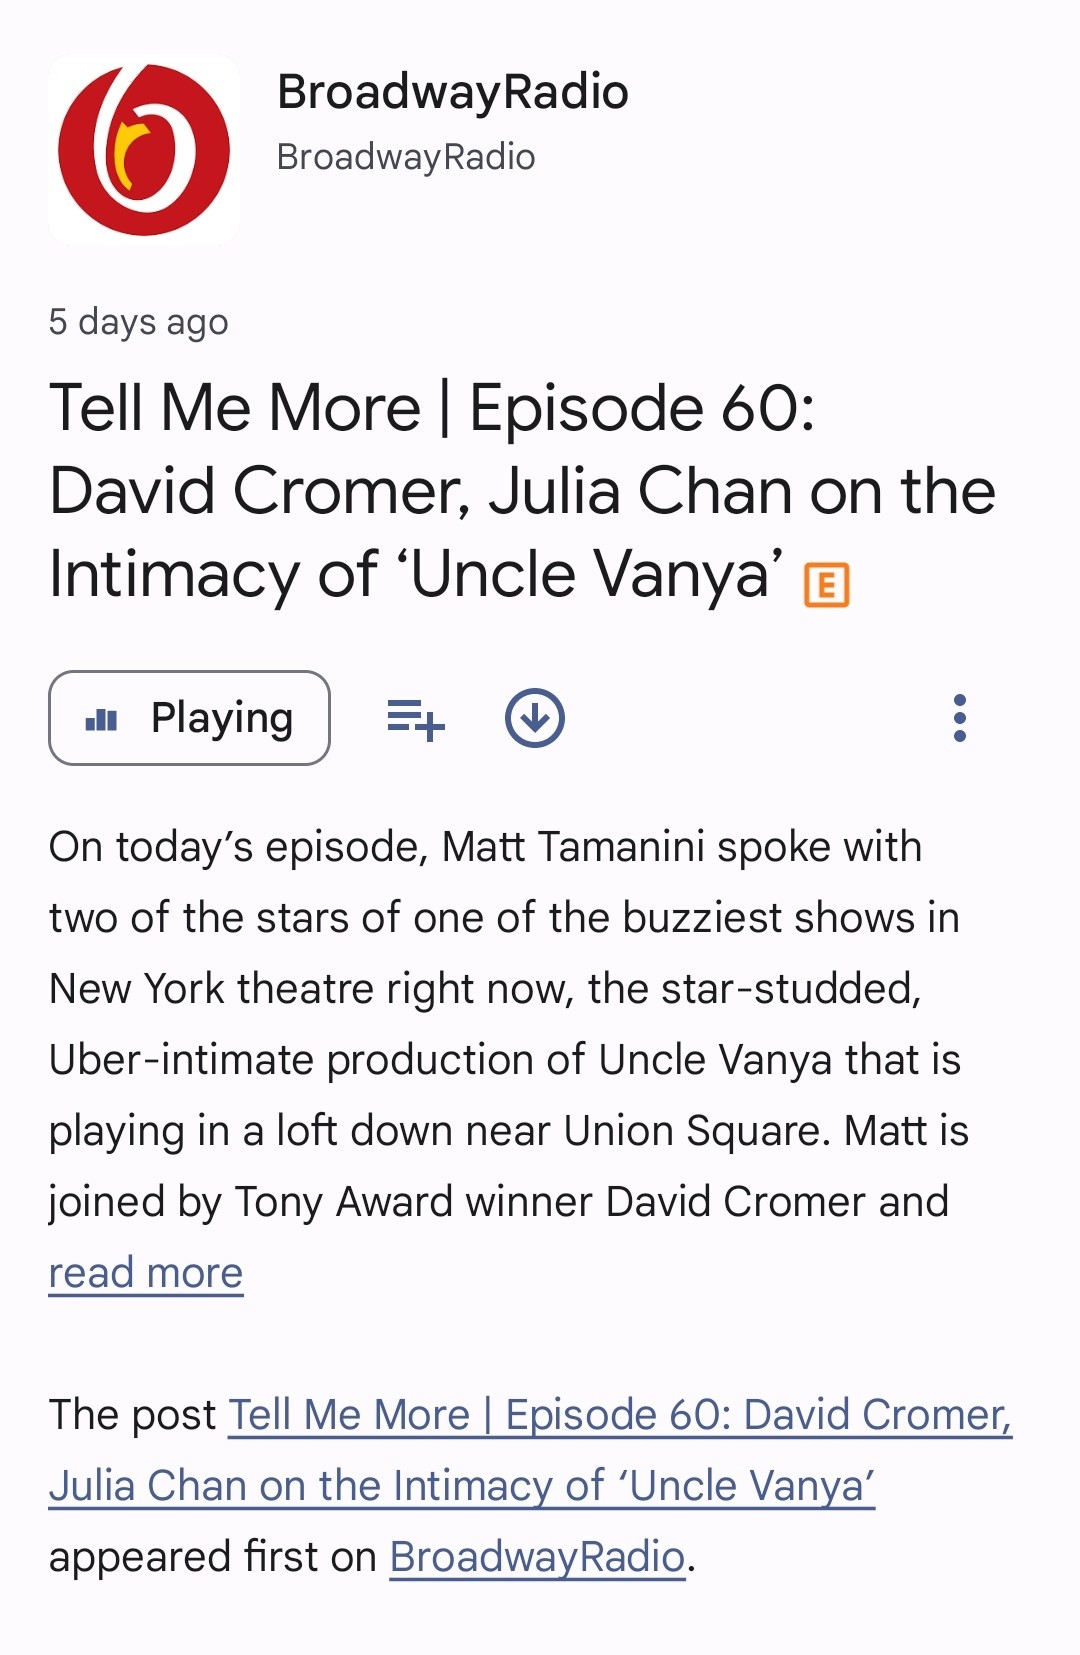 BroadwayRadio
BroadwayRadio
5 days ago
Tell Me More | Episode 60:
David Cromer, Julia Chan on the
Intimacy of ‘Uncle Vanya’ E
Playing
On today’s episode, Matt Tamanini spoke with
two of the stars of one of the buzziest shows in
New York theatre right now, the star-studded,
Uber-intimate production of Uncle Vanya that is
playing in a loft down near Union Square. Matt is
joined by Tony Award winner David Cromer and
read more
The post Tell Me More | Episode 60: David Cromer,
Julia Chan on the Intimacy of ‘Uncle Vanya’
appeared first on BroadwayRadio.